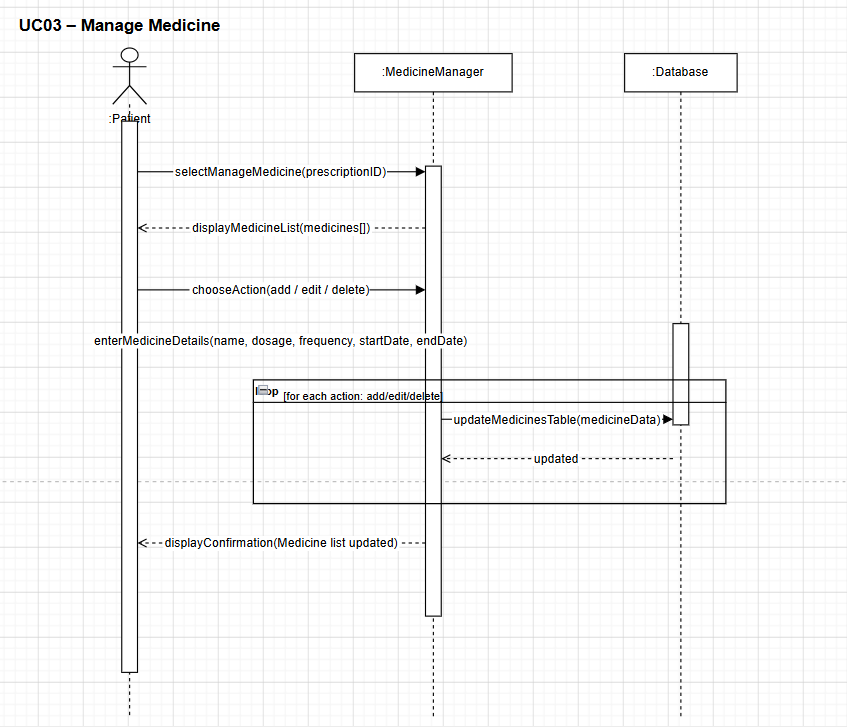 UC03 – Manage Medicine
:Patient
:MedicineManager
:Database
selectManageMedicine(prescriptionID)
displayMedicineList(medicines[])
chooseAction(add / edit / delete)
enterMedicineDetails(name, dosage, frequency, startDate, endDate)
[for each action: add/edit/delete]
updateMedicinesTable(medicineData)
updated
displayConfirmation(Medicine list updated)